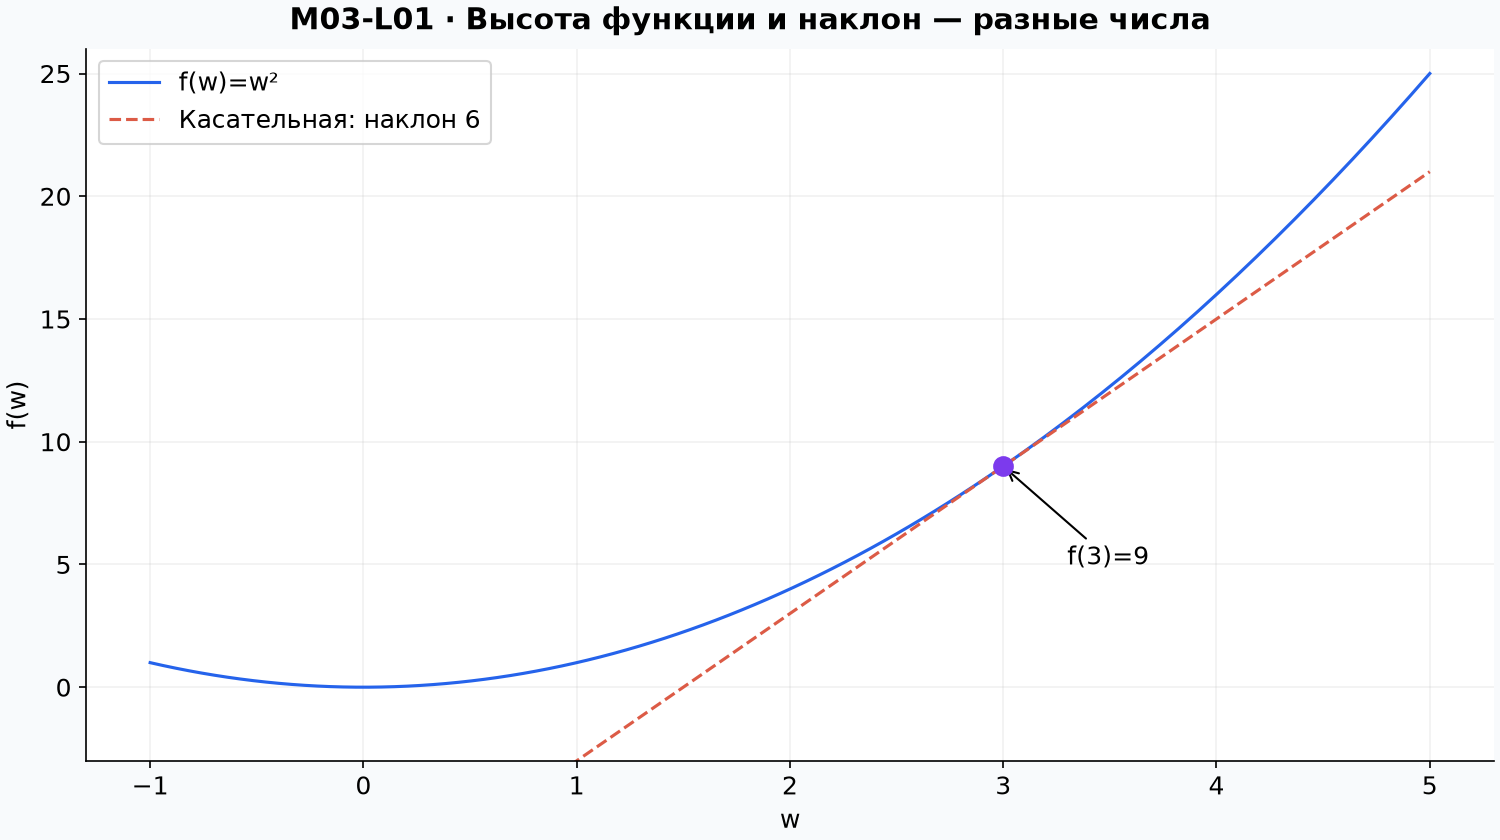 M03-L01 · Высота функции и наклон — разные числа
f(w)=w²
Касательная: наклон 6
25
20
15
10
5
0
f(w)
f(3)=9
−1
0
1
2
3
4
5
w